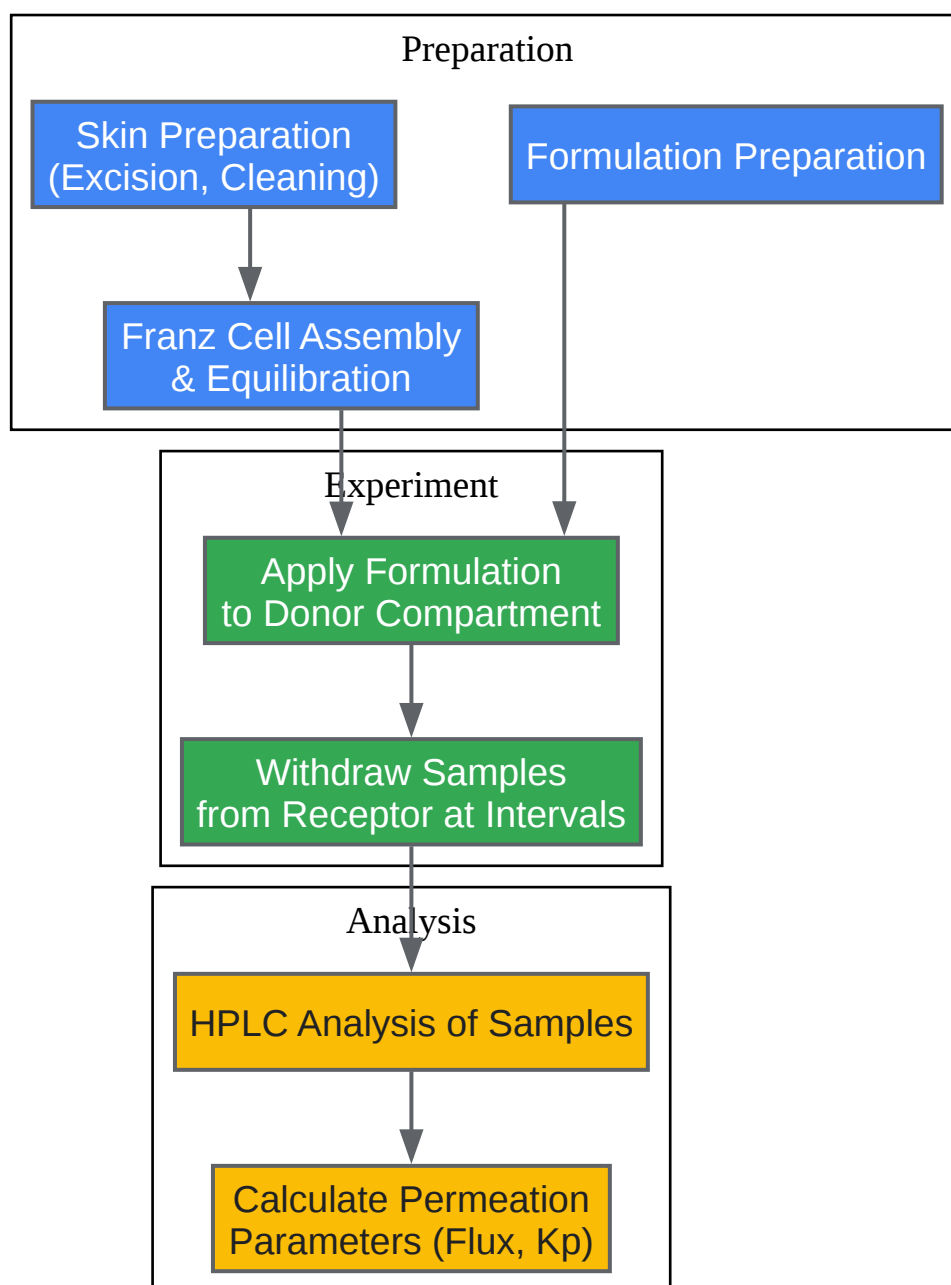 Preparation
Skin Preparation
(Excision, Cleaning)
Formulation Preparation
Franz Cell Assembly
& Equilibration
Experiment
Apply Formulation
to Donor Compartment
Withdraw Samples
from Receptor at Intervals
Analysis
HPLC Analysis of Samples
Calculate Permeation
Parameters (Flux, Kp)